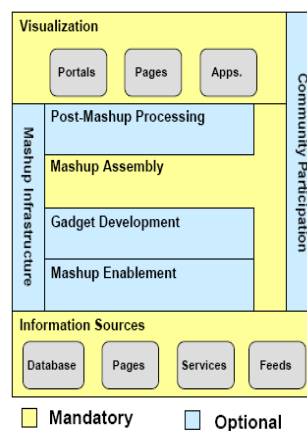 Visualization
Portals
Pages
Apps.
Community Participation
Mashup Infrastructure
Post-Mashup Processing
Mashup Assembly
Gadget Development
Mashup Enablement
Information Sources
Database
Pages
Services
Feeds
Mandatory
Optional